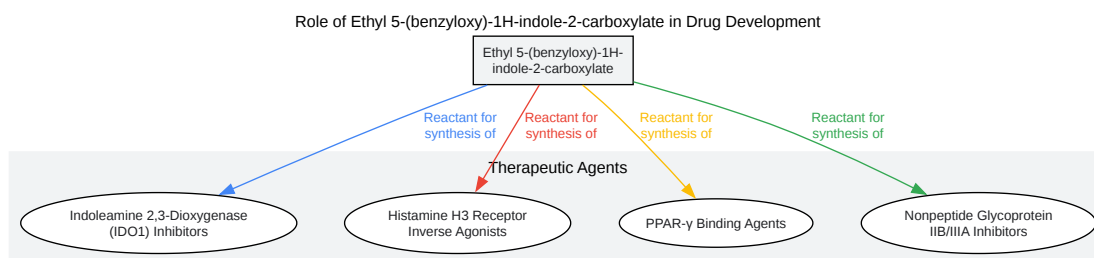 Role of Ethyl 5-(benzyloxy)-1H-indole-2-carboxylate in Drug Development
Ethyl 5-(benzyloxy)-1H-
indole-2-carboxylate
Reactant for
synthesis of
Reactant for
synthesis of
Reactant for
synthesis of
Reactant for
synthesis of
Therapeutic Agents
Indoleamine 2,3-Dioxygenase
(IDO1) Inhibitors
Histamine H3 Receptor
Inverse Agonists
PPAR-γ Binding Agents
Nonpeptide Glycoprotein
IIB/IIIA Inhibitors